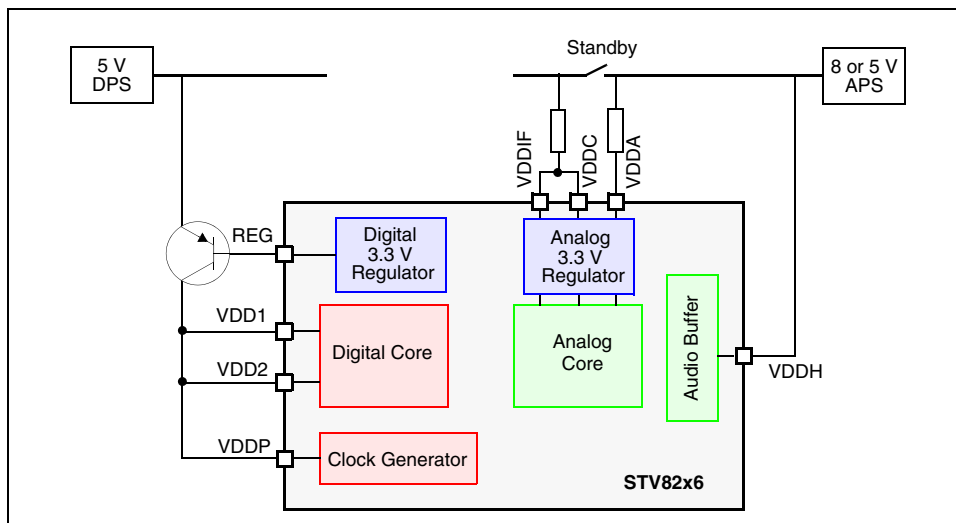 Standby
5 V
DPS
8 or 5 V
APS
VDDIF
VDDC
VDDA
REG
Digital
3.3 V
Regulator
Analog
3.3 V
Regulator
VDD1
Digital Core
Analog
Core
Audio Buffer
VDDH
VDD2
VDDP
Clock Generator
STV82x6